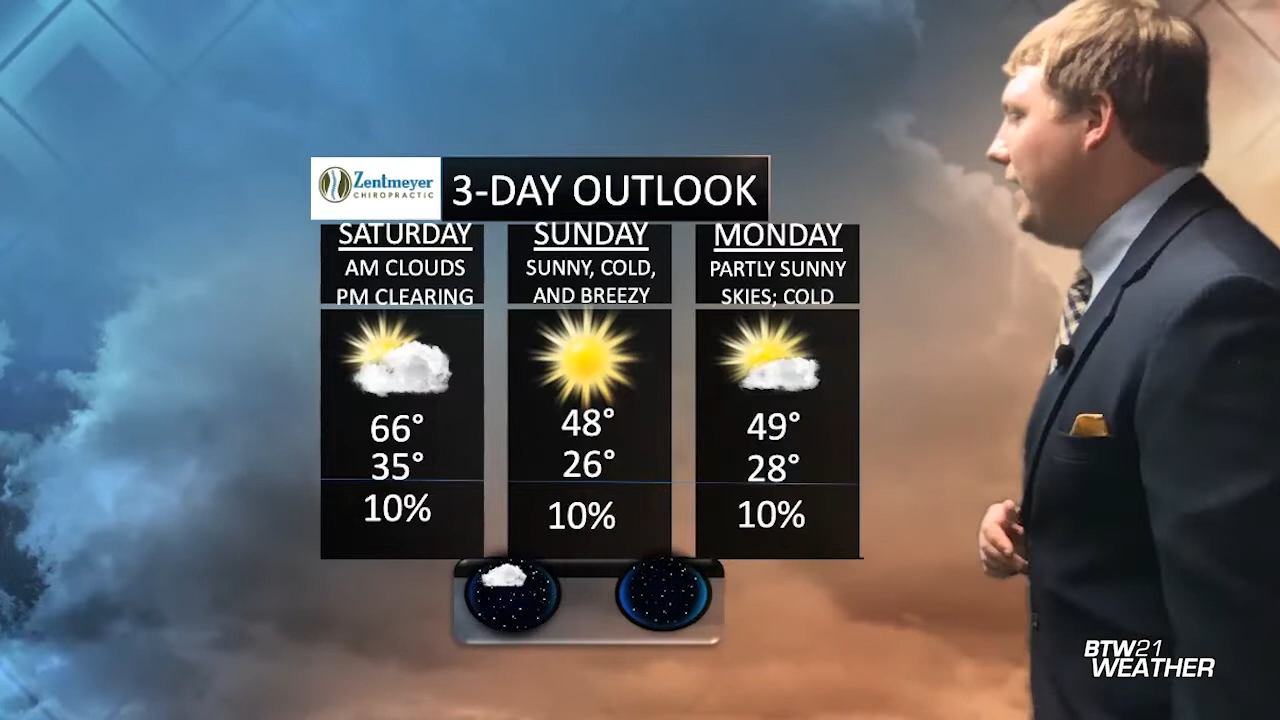 Zentmeyer
CHIROPRACTIC
3-DAY OUTLOOK
SATURDAY
AM CLOUDS
PM CLEARING
66°
35°
10%
SUNDAY
SUNNY, COLD,
AND BREEZY
48°
26°
10%
MONDAY
PARTLY SUNNY
SKIES; COLD
49°
28°
10%
BTW21
WEATHER